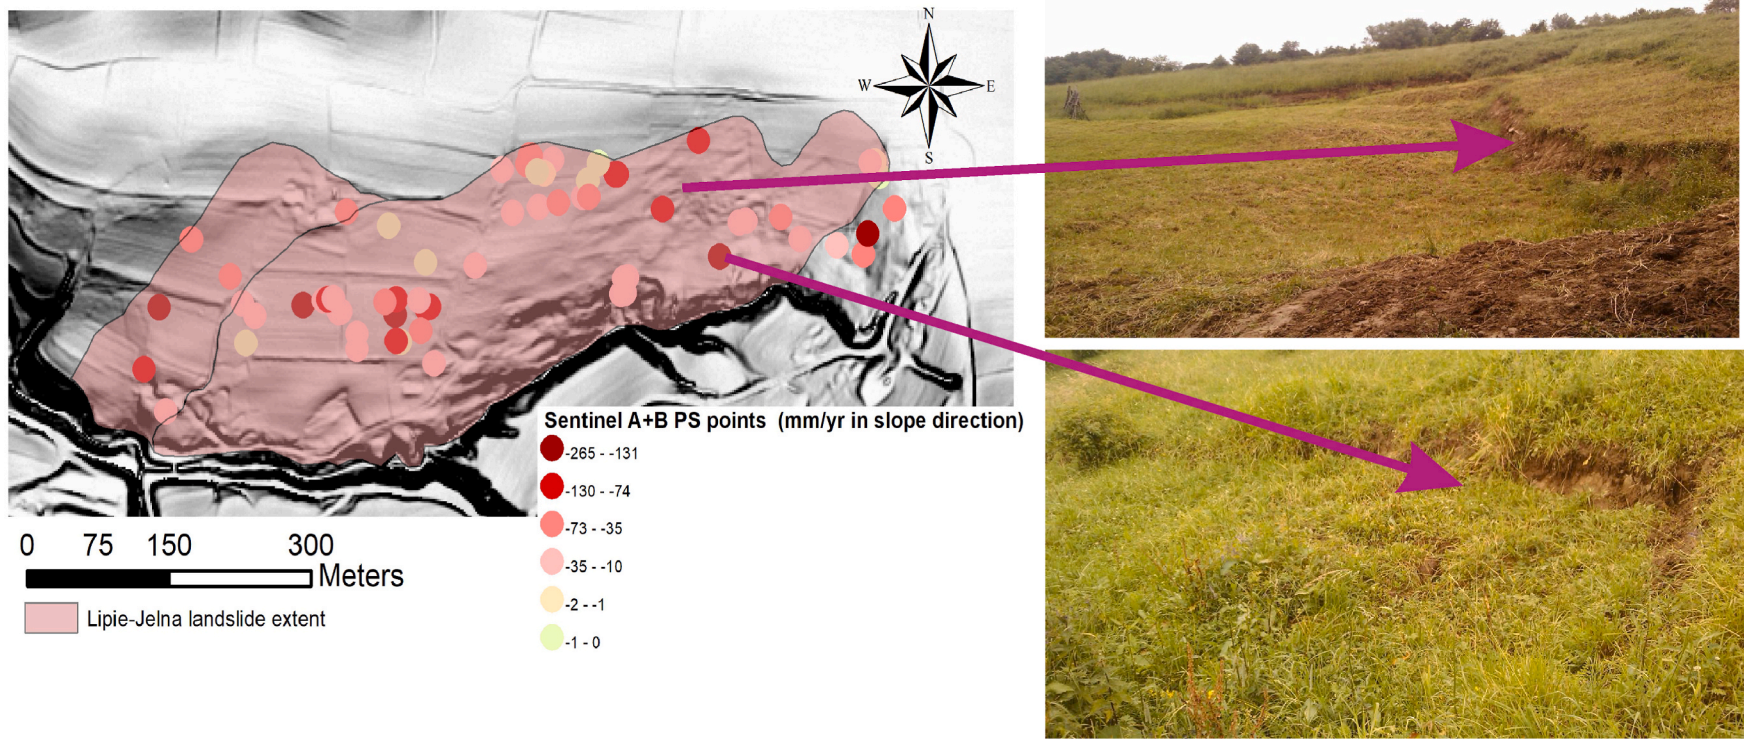 N
W E
S
Sentinel A+B PS points (mm/yr in slope direction)
-265 - -131
-130 - -74
-73 - -35
-35 - -10
-2 - -1
-1 - 0
0 75 150 300
Meters
Lipie-Jelna landslide extent